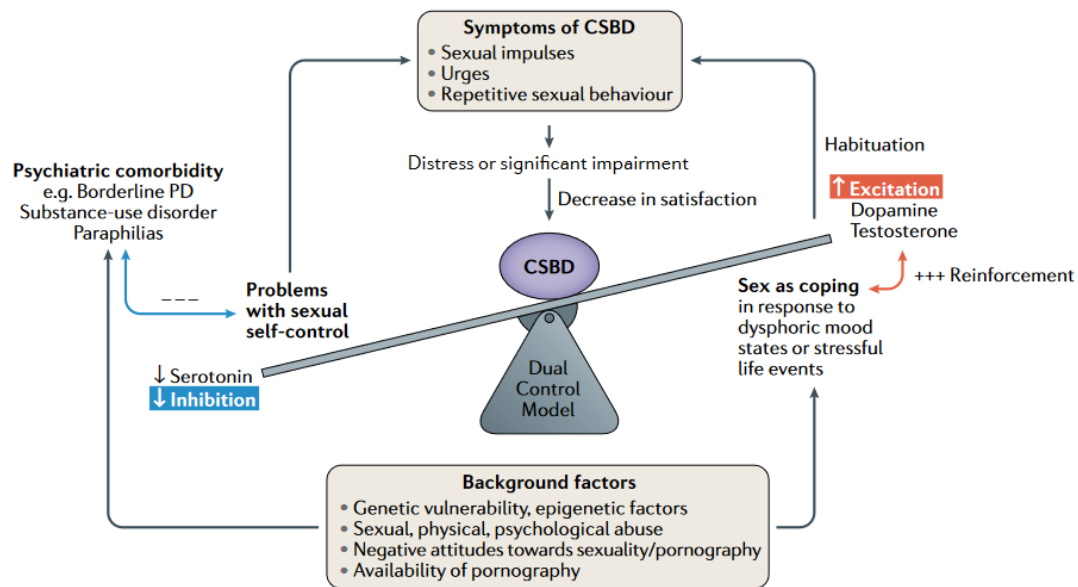 Symptoms of CSBD
• Sexual impulses
• Urges
• Repetitive sexual behaviour
Distress or significant impairment
Decrease in satisfaction
Habituation
Psychiatric comorbidity
e.g. Borderline PD
Substance-use disorder
Paraphilias
↑ Excitation
Dopamine
Testosterone
+++ Reinforcement
CSBD
– – –
Problems
with sexual
self-control
Sex as coping
in response to
dysphoric mood
states or stressful
life events
↓ Serotonin
↓ Inhibition
Dual
Control
Model
Background factors
• Genetic vulnerability, epigenetic factors
• Sexual, physical, psychological abuse
• Negative attitudes towards sexuality/pornography
• Availability of pornography